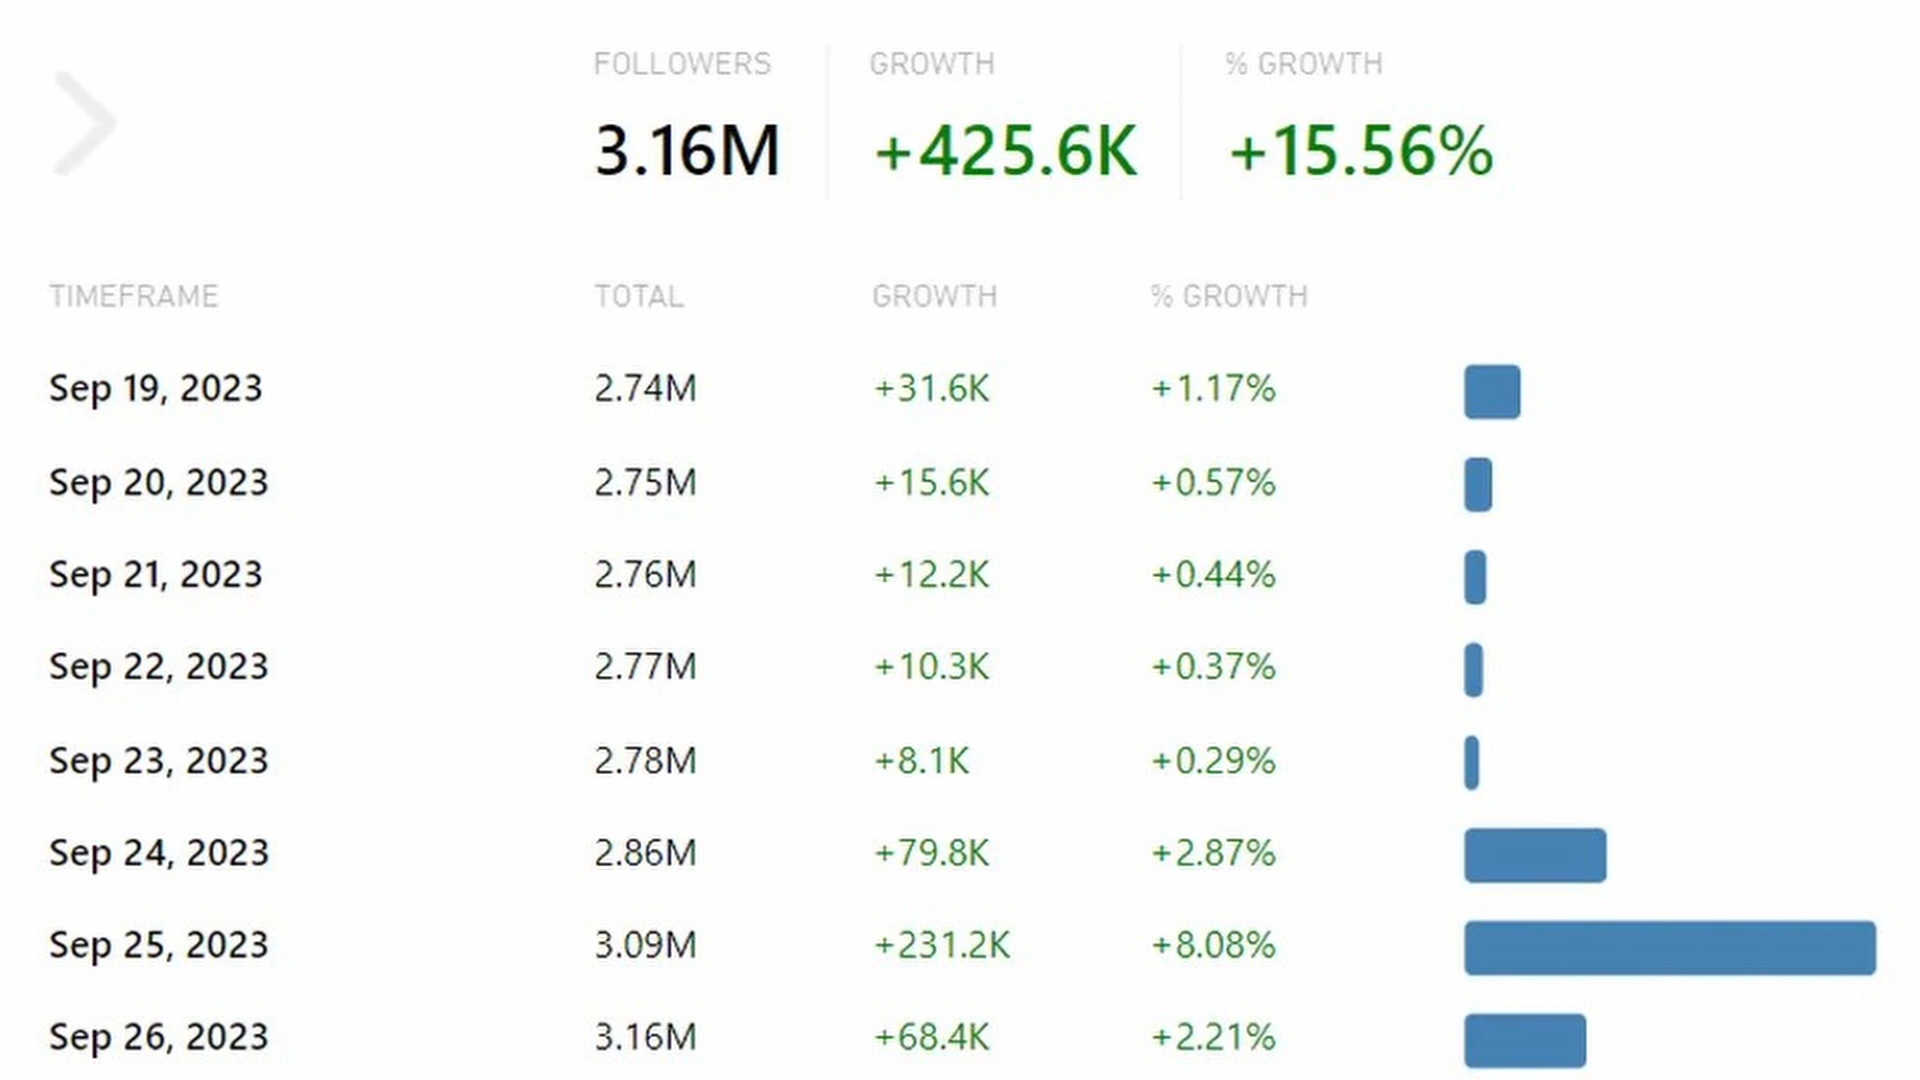 FOLLOWERS GROWTH % GROWTH
3.16M +425.6K +15.56%
TIMEFRAME TOTAL GROWTH % GROWTH
Sep 19, 2023 2.74M +31.6K +1.17%
Sep 20, 2023 2.75M +15.6K +0.57%
Sep 21, 2023 2.76M +12.2K +0.44%
Sep 22, 2023 2.77M +10.3K +0.37%
Sep 23, 2023 2.78M +8.1K +0.29%
Sep 24, 2023 2.86M +79.8K +2.87%
Sep 25, 2023 3.09M +231.2K +8.08%
Sep 26, 2023 3.16M +68.4K +2.21%